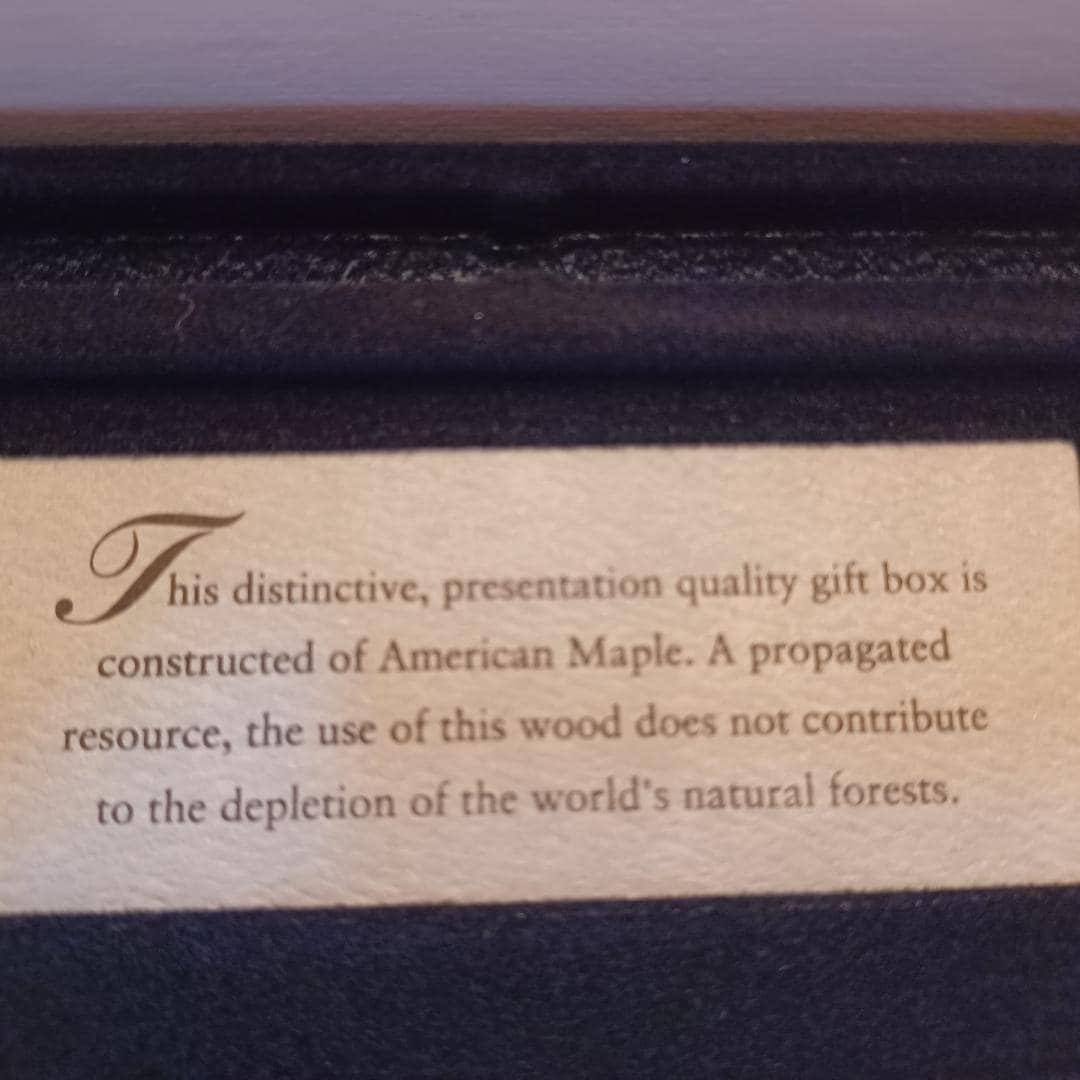 This distinctive, presentation quality gift box is
constructed of American Maple. A propagated
resource, the use of this wood does not contribute
to the depletion of the world's natural forests.